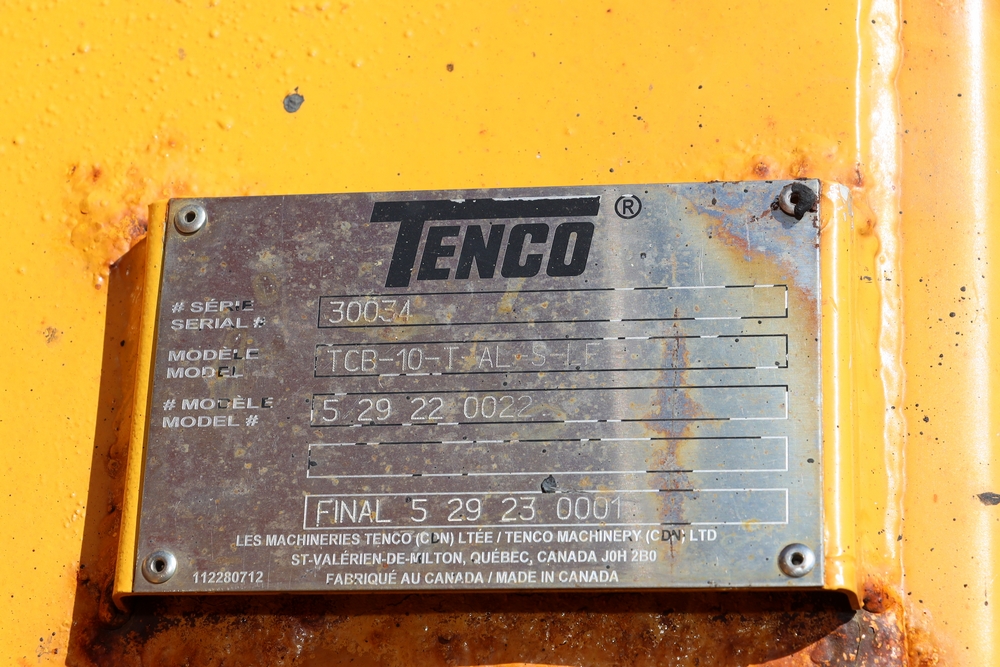 TENCO ®
# SÉRIE
SERIAL # 30034
MODÈLE
MODEL TCB-10-T-AL-S-LF
# MODÈLE
MODEL # 5 29 22 0022
FINAL 5 29 23 0001
LES MACHINERIES TENCO (CDN) LTÉE / TENCO MACHINERY (CDN) LTD
ST-VALÉRIEN-DE-MILTON, QUÉBEC, CANADA J0H 2B0
112280712 FABRIQUÉ AU CANADA / MADE IN CANADA